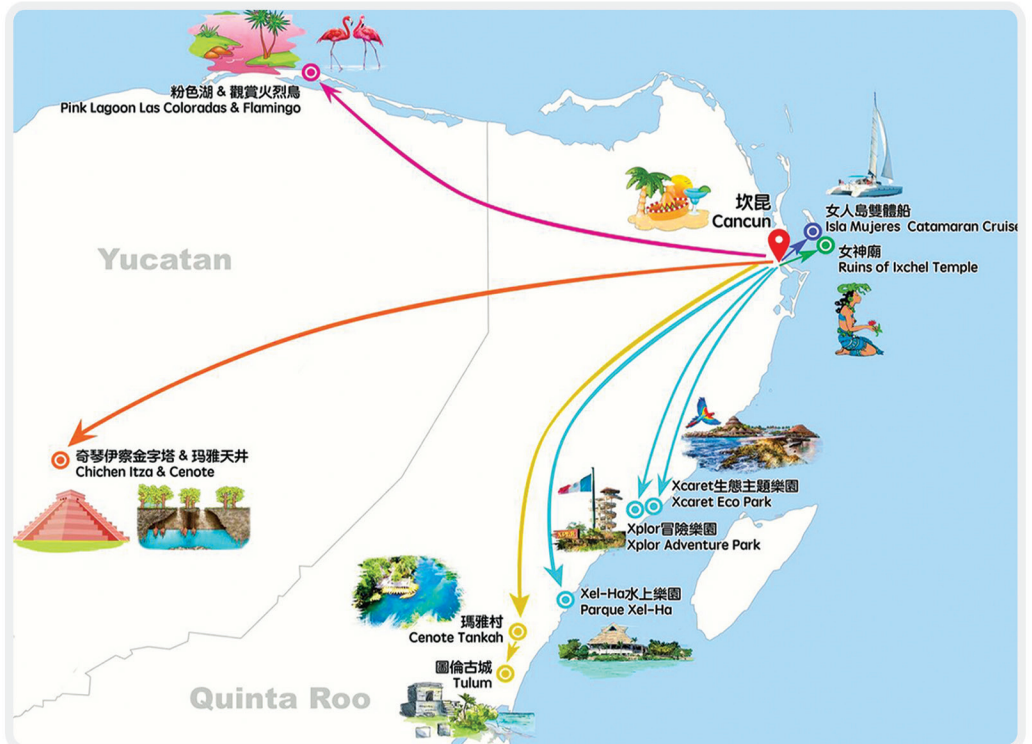 粉色湖 & 觀賞火烈鳥
Pink Lagoon Las Coloradas & Flamingo
坎昆
Cancun
女人島雙體船
Isla Mujeres Catamaran Cruise
女神廟
Ruins of Ixchel Temple
Yucatan
奇琴伊察金字塔 & 玛雅天井
Chichen Itza & Cenote
Xcaret生態主題樂園
Xcaret Eco Park
Xplor冒險樂園
Xplor Adventure Park
Xel-Ha水上樂園
Parque Xel-Ha
瑪雅村
Cenote Tankah
圖倫古城
Tulum
Quinta Roo